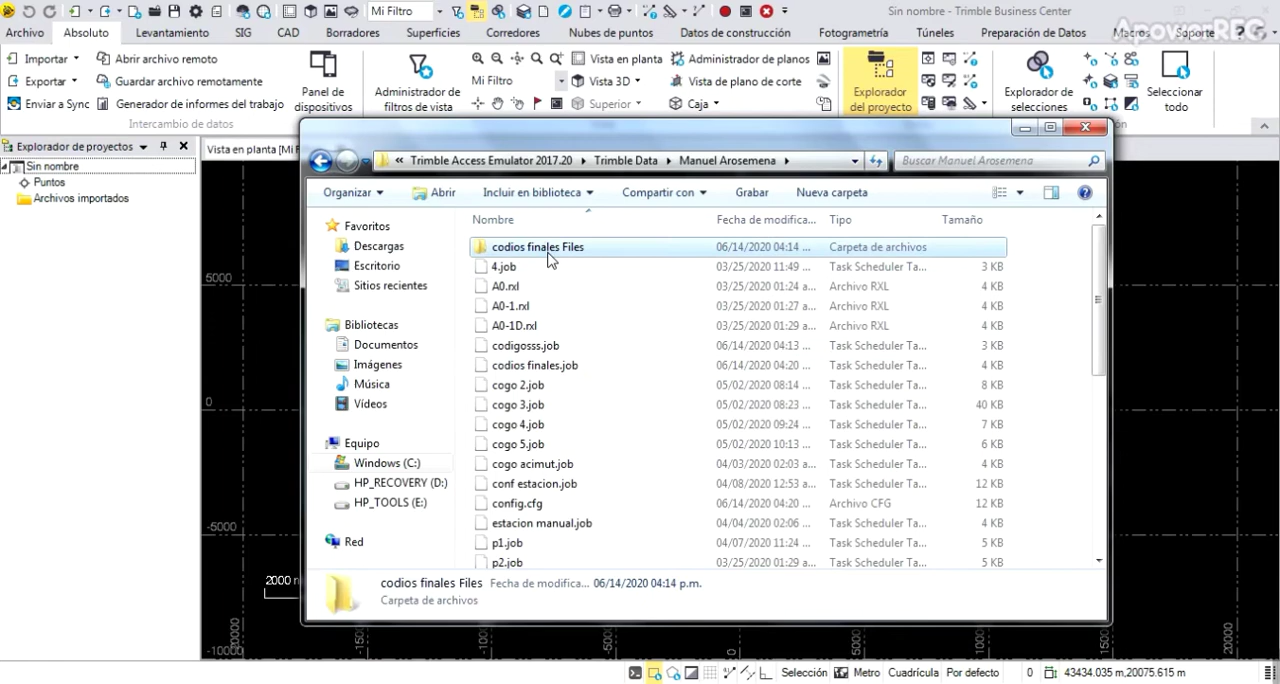 Mi Filtro
Sin nombre - Trimble Business Center
ApowerREC
Archivo Absoluto Levantamiento SIG CAD Borradores Superficies Corredores Nubes de puntos Datos de construcción Fotogrametría Túneles Preparación de Datos Macros Soporte
Importar Abrir archivo remoto Vista en planta Administrador de planos
Exportar Guardar archivo remotamente Mi Filtro Vista 3D Vista de plano de corte
Enviar a Sync Generador de informes del trabajo Superior Caja
Panel de dispositivos
Administrador de filtros de vista
Explorador del proyecto
Explorador de selecciones
Seleccionar todo
Intercambio de datos
Explorador de proyectos
Vista en planta [Mi F
Sin nombre
Puntos
Archivos importados
« Trimble Access Emulator 2017.20 Trimble Data Manuel Arosemena
Buscar Manuel Arosemena
Organizar Abrir Incluir en biblioteca Compartir con Grabar Nueva carpeta
Favoritos
Descargas
Escritorio
Sitios recientes
Bibliotecas
Documentos
Imágenes
Música
Vídeos
Equipo
Windows (C:)
HP_RECOVERY (D:)
HP_TOOLS (E:)
Red
Nombre Fecha de modifica... Tipo Tamaño
codios finales Files 06/14/2020 04:14 ... Carpeta de archivos
4.job 03/25/2020 11:49 ... Task Scheduler Ta... 3 KB
A0.rxl 03/25/2020 01:24 a... Archivo RXL 4 KB
A0-1.rxl 03/25/2020 01:27 a... Archivo RXL 4 KB
A0-1D.rxl 03/25/2020 01:29 a... Archivo RXL 4 KB
codigosss.job 06/14/2020 04:13 ... Task Scheduler Ta... 3 KB
codios finales.job 06/14/2020 04:20 ... Task Scheduler Ta... 4 KB
cogo 2.job 05/02/2020 08:14 ... Task Scheduler Ta... 8 KB
cogo 3.job 05/02/2020 08:23 ... Task Scheduler Ta... 40 KB
cogo 4.job 05/02/2020 09:24 ... Task Scheduler Ta... 7 KB
cogo 5.job 05/02/2020 10:13 ... Task Scheduler Ta... 6 KB
cogo acimut.job 04/03/2020 02:03 a... Task Scheduler Ta... 4 KB
conf estacion.job 04/08/2020 12:53 a... Task Scheduler Ta... 12 KB
config.cfg 06/14/2020 04:20 ... Archivo CFG 12 KB
estacion manual.job 04/04/2020 02:06 ... Task Scheduler Ta... 4 KB
p1.job 04/07/2020 11:24 ... Task Scheduler Ta... 5 KB
p2.job 03/25/2020 01:29 a... Task Scheduler Ta... 5 KB
codios finales Files Fecha de modifica... 06/14/2020 04:14 p.m.
Carpeta de archivos
5000
0
-5000
2000 m
-10000
-20000
-10000
-5000
0
5000
20000
Selección Metro Cuadrícula Por defecto 0 43434.035 m,20075.615 m